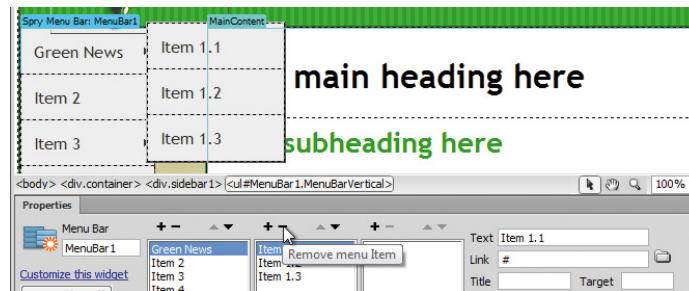 Spry Menu Bar: MenuBar1
MainContent
Green News
Item 1.1
main heading here
Item 2
Item 1.2
Item 3
Item 1.3
subheading here
<body> <div.container> <div.sidebar1> <ul#MenuBar1.MenuBarVertical>
100%
Properties
Menu Bar
Text Item 1.1
MenuBar1
Green News
Remove menu Item
Link #
Item 2
Customize this widget
Item 3
Item 1.3
Title
Target
Item 4